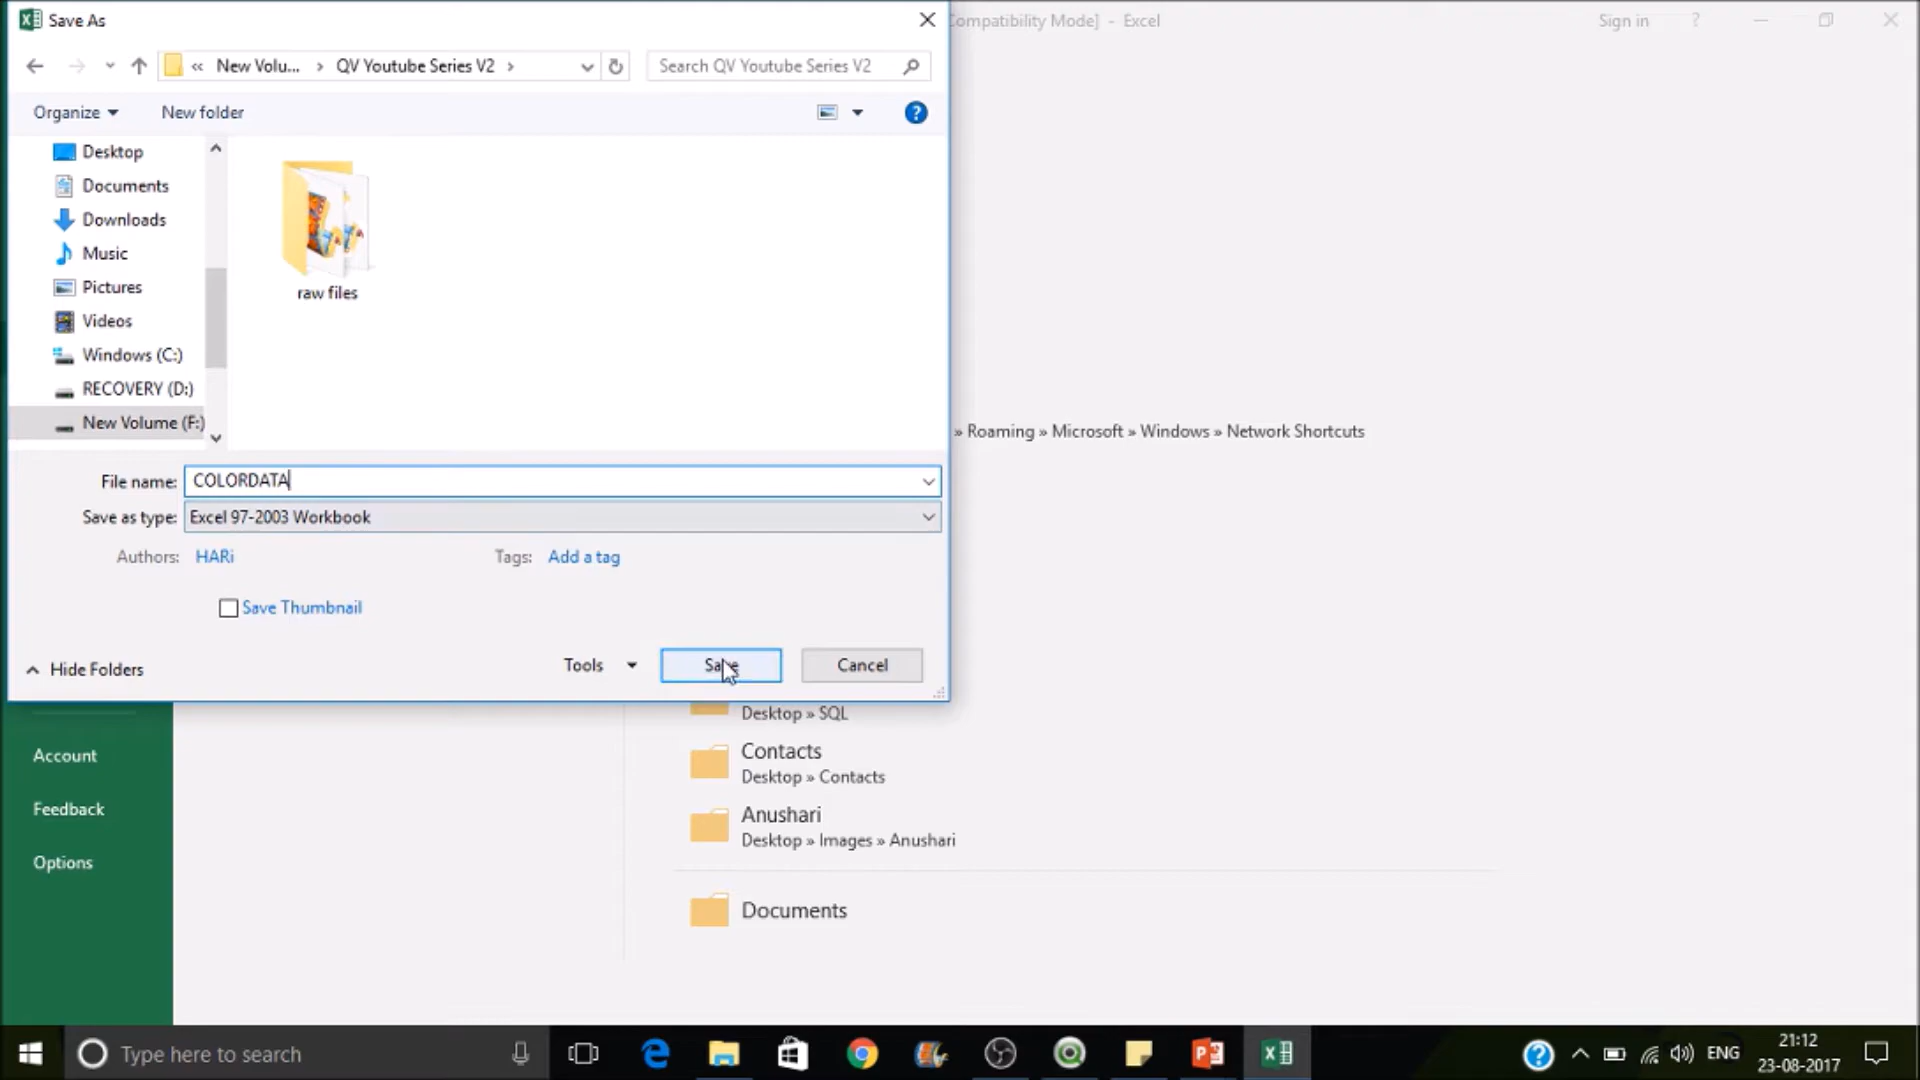 Save As
Compatibility Mode] - Excel
Sign in ?
« New Volu... › QV Youtube Series V2 ›
Search QV Youtube Series V2
Organize
New folder
?
Desktop
Documents
Downloads
Music
Pictures
Videos
Windows (C:)
RECOVERY (D:)
New Volume (F:)
raw files
» Roaming » Microsoft » Windows » Network Shortcuts
File name: COLORDATA
Save as type: Excel 97-2003 Workbook
Authors: HARi
Tags: Add a tag
Save Thumbnail
Hide Folders
Tools
Save
Cancel
Desktop » SQL
Account
Contacts
Desktop » Contacts
Feedback
Anushari
Desktop » Images » Anushari
Options
Documents
Type here to search
ENG
21:12
23-08-2017